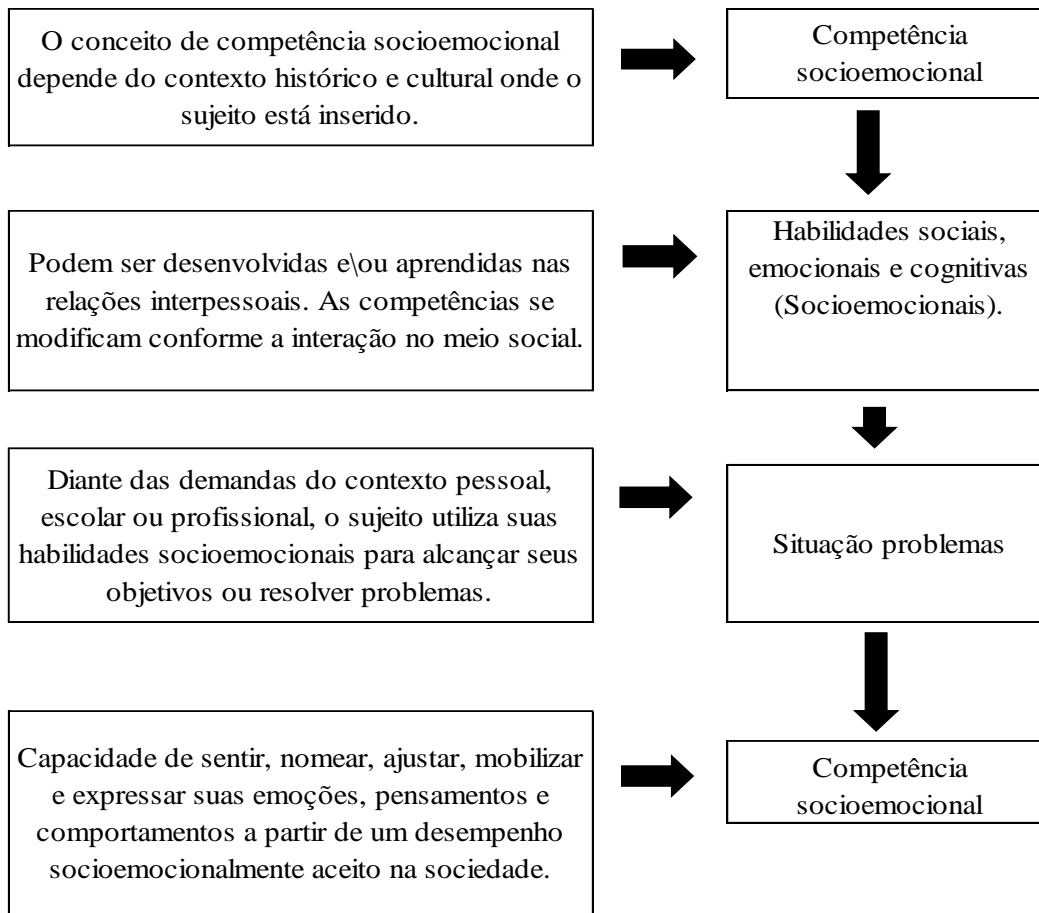 O conceito de competência socioemocional
depende do contexto histórico e cultural onde o
sujeito está inserido.
Competência
socioemocional
Podem ser desenvolvidas e\ou aprendidas nas
relações interpessoais. As competências se
modificam conforme a interação no meio social.
Habilidades sociais,
emocionais e cognitivas
(Socioemocionais).
Diante das demandas do contexto pessoal,
escolar ou profissional, o sujeito utiliza suas
habilidades socioemocionais para alcançar seus
objetivos ou resolver problemas.
Situação problemas
Capacidade de sentir, nomear, ajustar, mobilizar
e expressar suas emoções, pensamentos e
comportamentos a partir de um desempenho
socioemocionalmente aceito na sociedade.
Competência
socioemocional